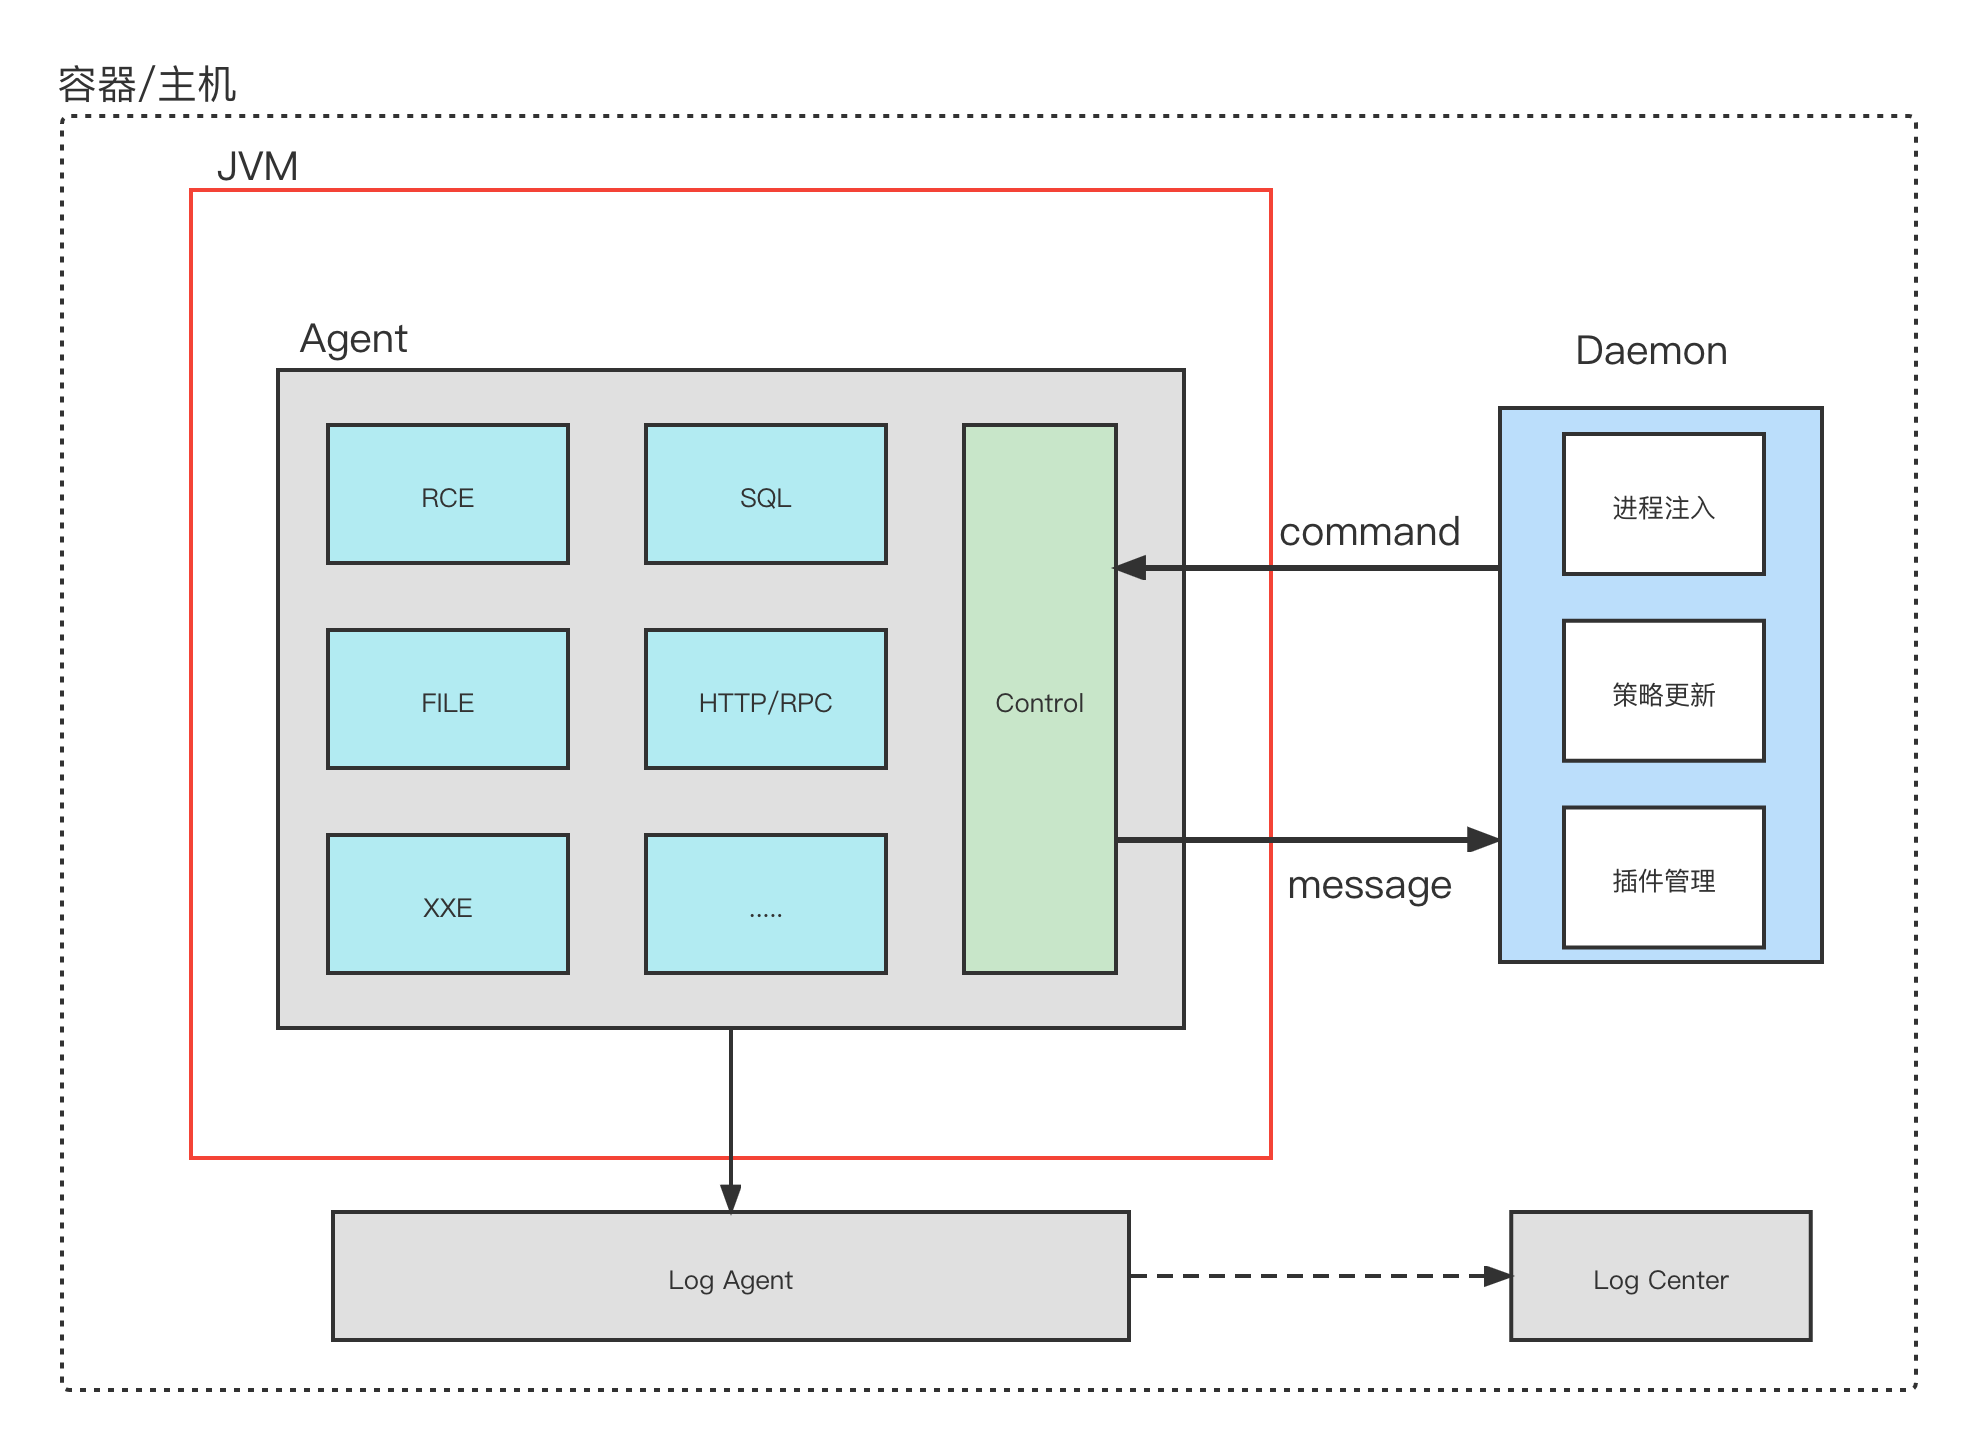 容器/主机
JVM
Agent
Daemon
RCE
SQL
进程注入
command
FILE
HTTP/RPC
Control
策略更新
message
插件管理
XXE
.....
Log Agent
Log Center